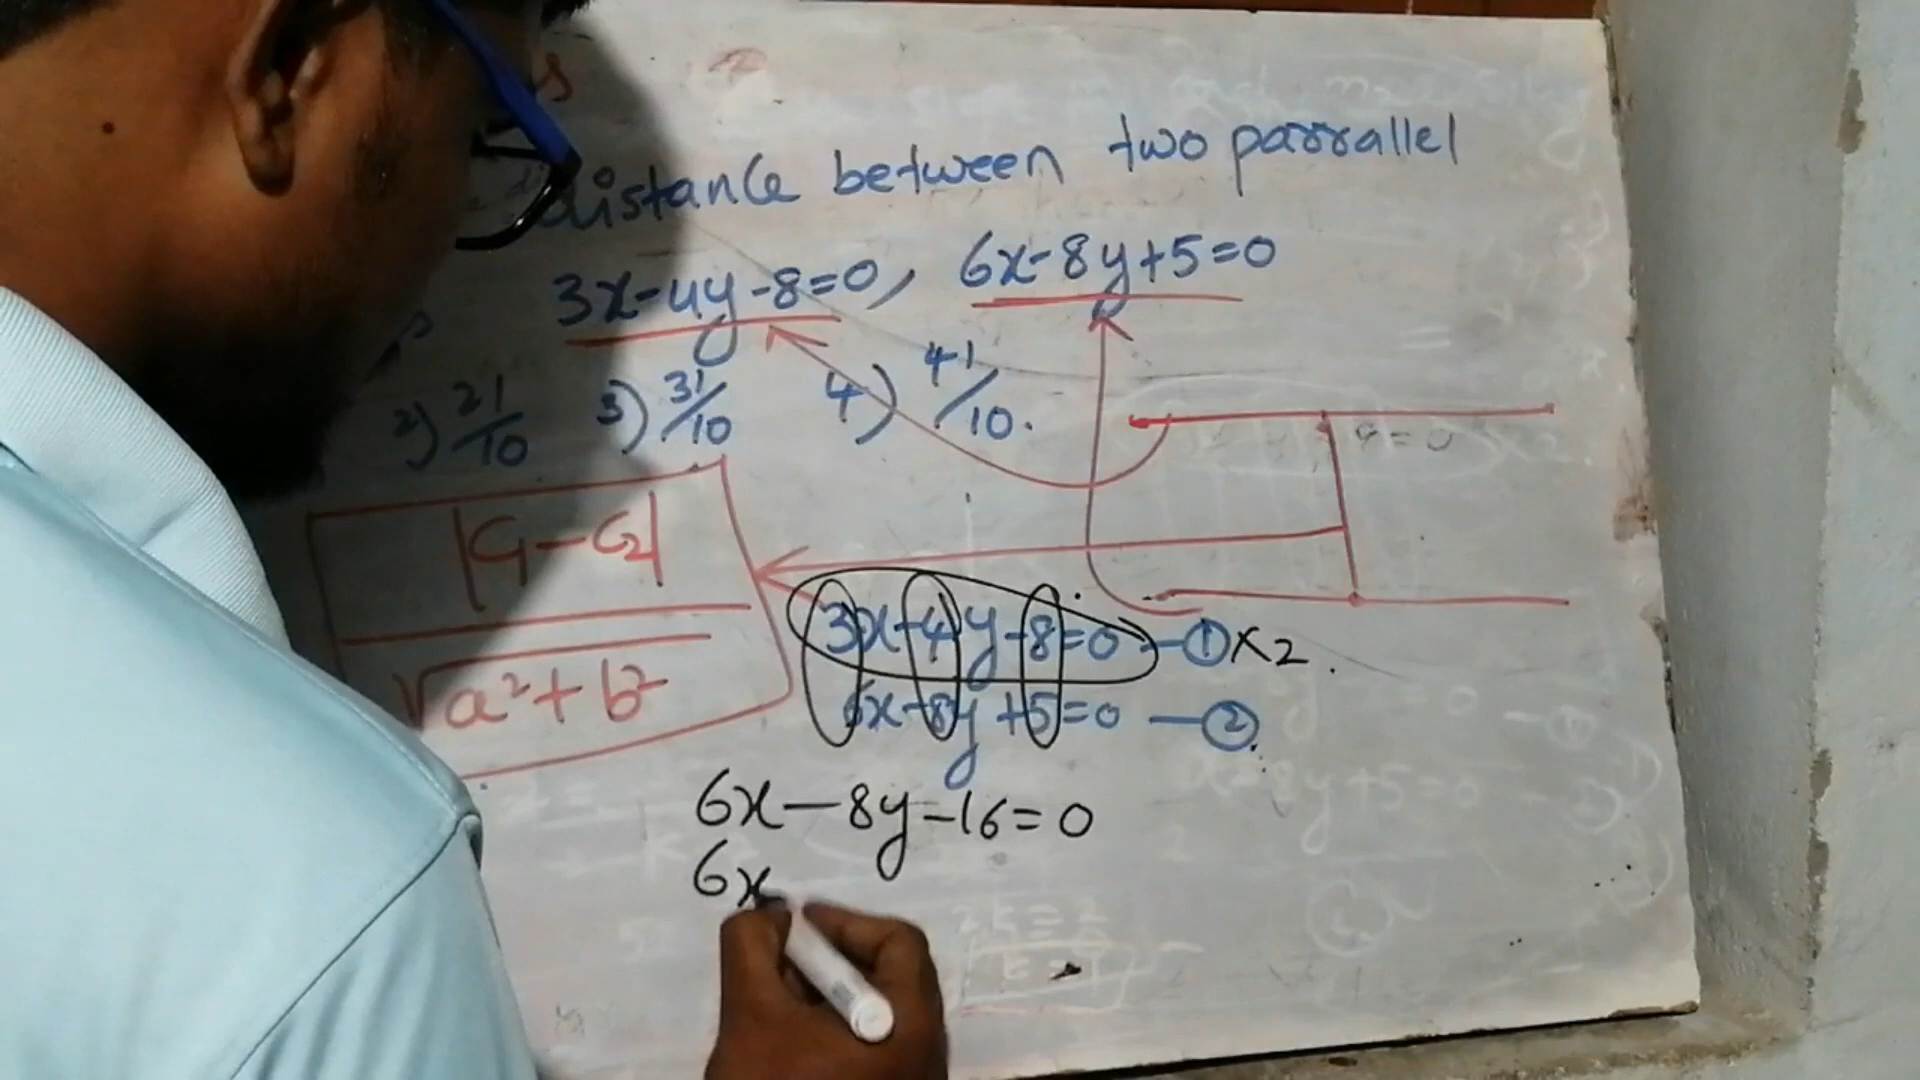 distance between two parrallel
3x-4y-8=0, 6x-8y+5=0
2) 21/10 3) 31/10 4) 41/10.
|C1-C2|
√a²+b²
3x-4y-8=0 -① x2.
6x-8y+5=0 -②.
6x-8y-16=0
6x